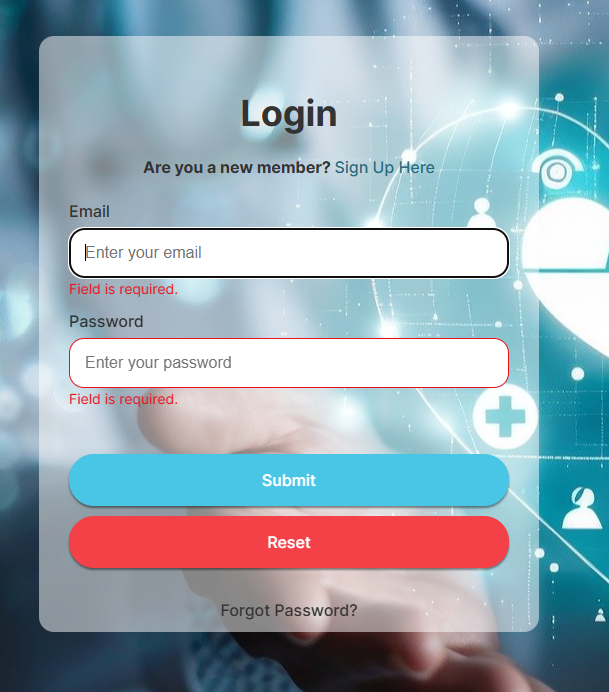 Login
Are you a new member? Sign Up Here
Email
Enter your email
Field is required.
Password
Enter your password
Field is required.
Submit
Reset
Forgot Password?